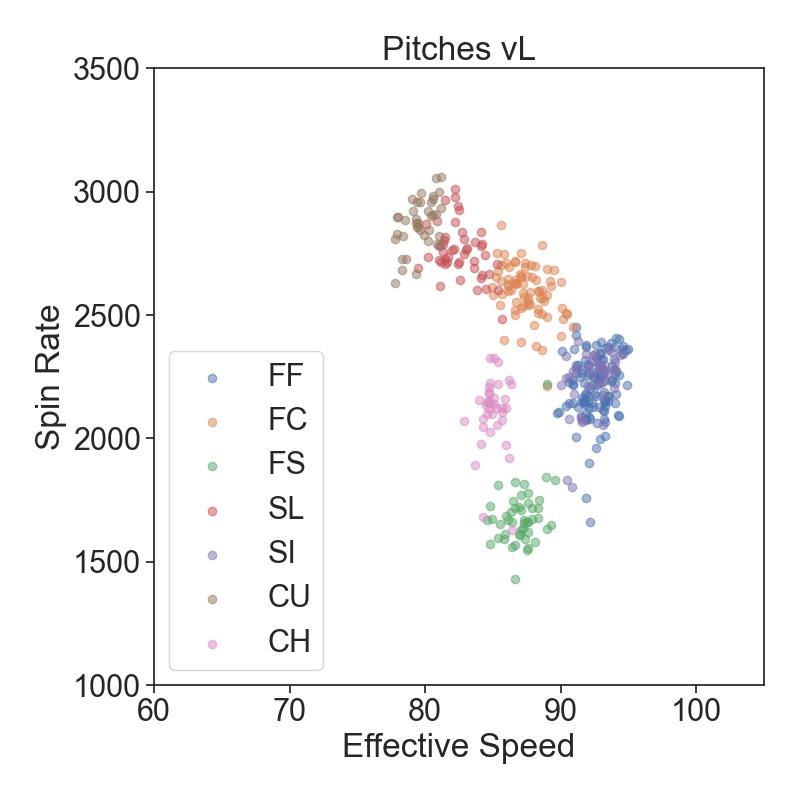 Pitches vL
3500
3000
2500
2000
1500
1000
Spin Rate
FF
FC
FS
SL
SI
CU
CH
60 70 80 90 100
Effective Speed